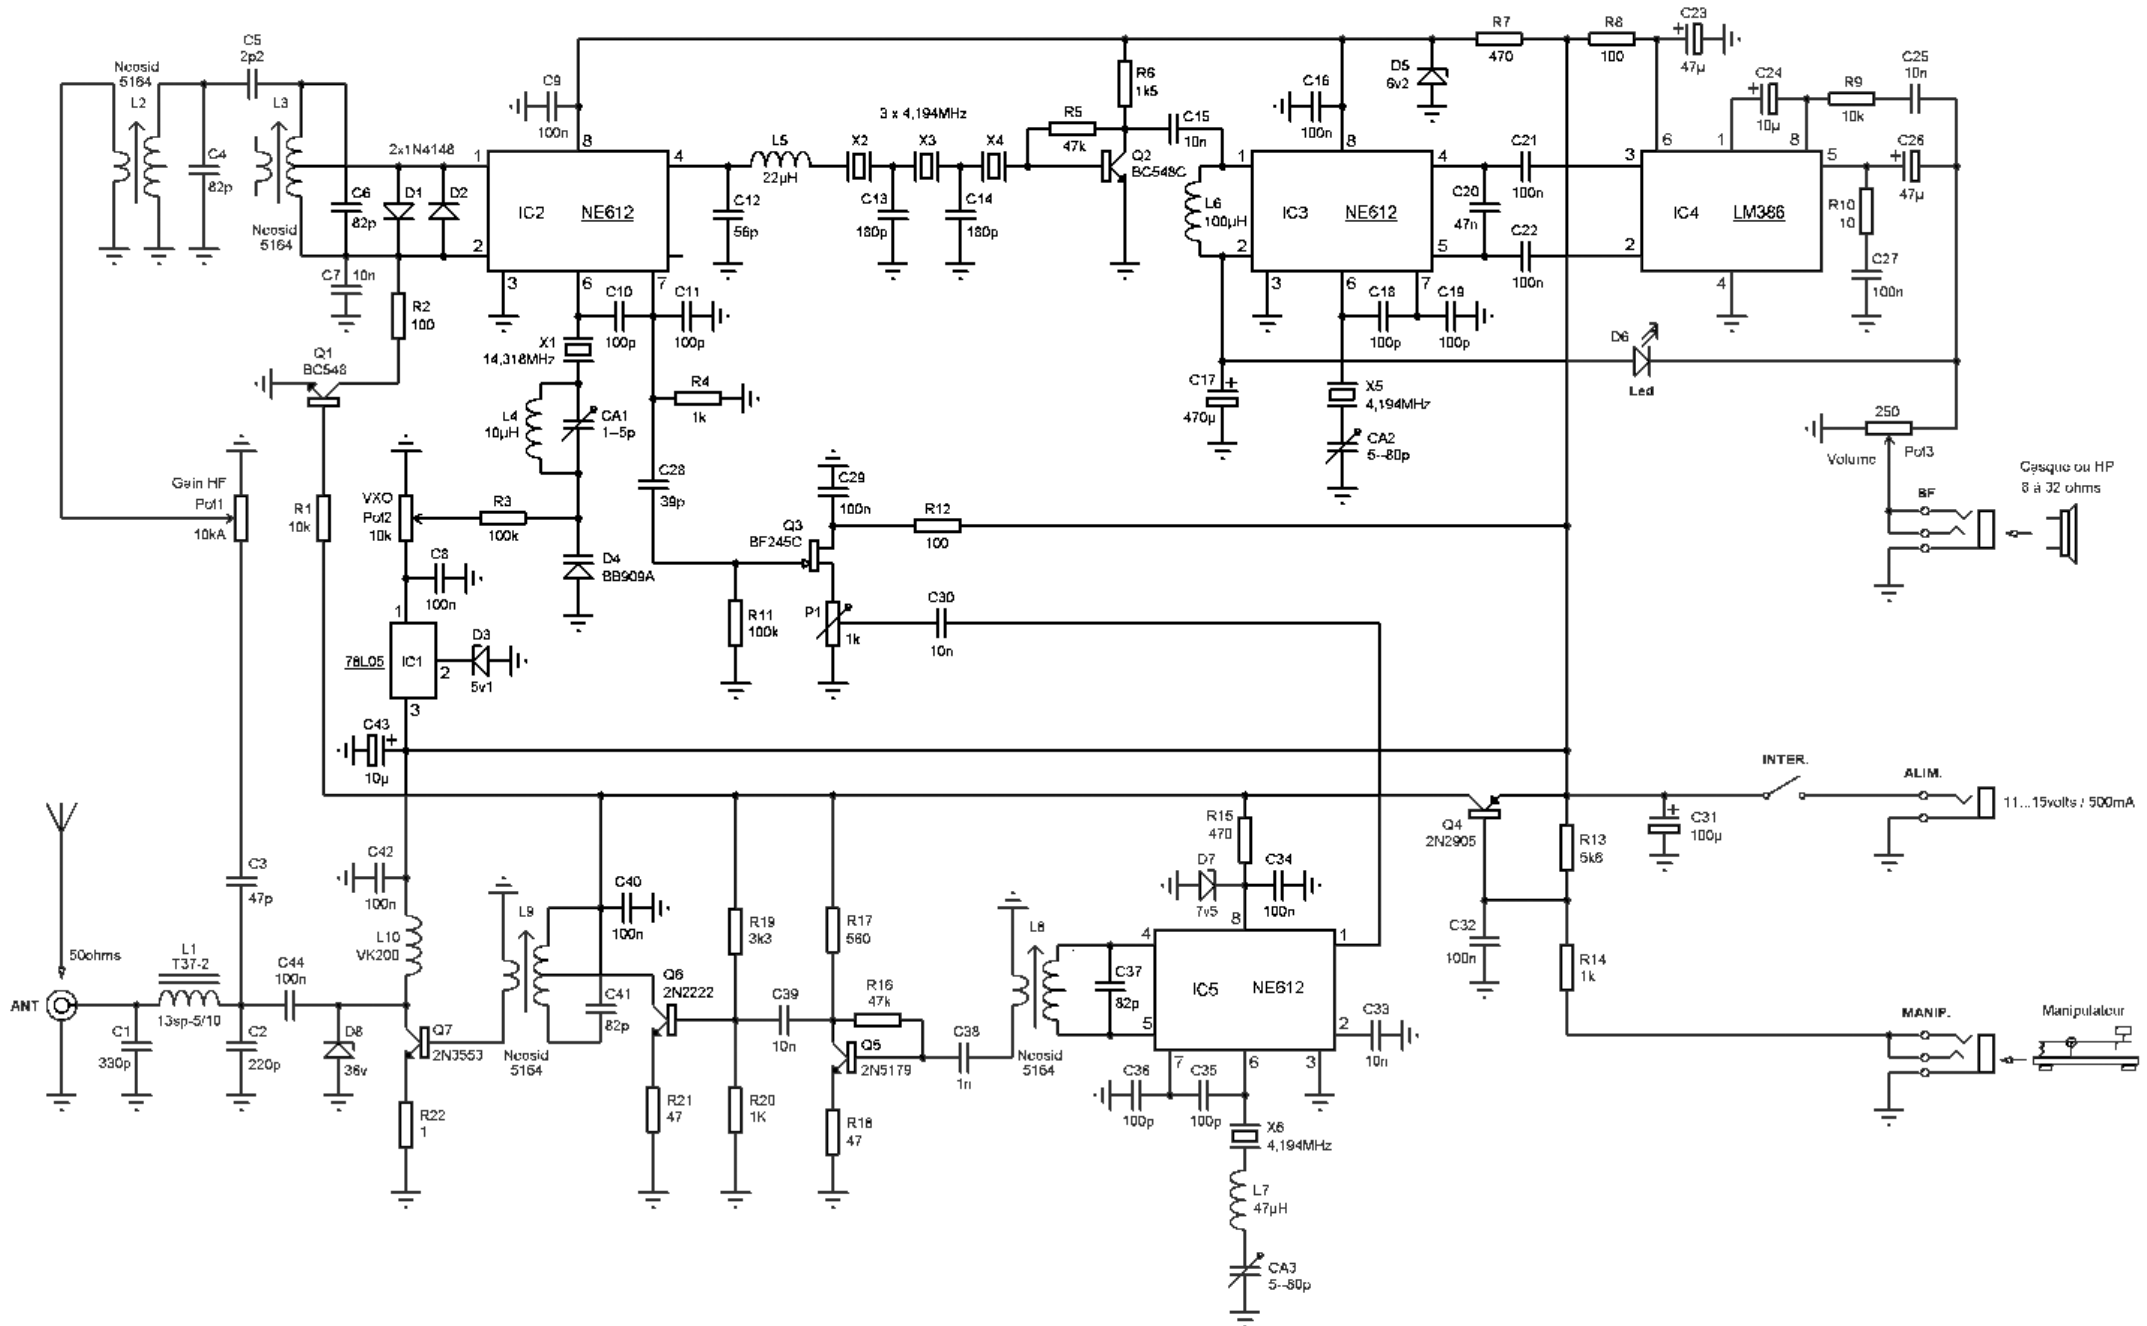 Neosid
5164
L2
C5
2p2
L3
C4
82p
Neosid
5164
C6
82p
C7
10n
2x1N4148
D1
D2
R2
100
Q1
BC548
C9
100n
1
2
3
4
6
7
8
IC2
NE612
C10
100p
C11
100p
X1
14,318MHz
L4
10µH
CA1
1--5p
R4
1k
C28
39p
L5
22µH
C12
56p
3 x 4,194MHz
X2
X3
X4
C13
180p
C14
180p
R5
47k
R6
1k5
Q2
BC548C
C15
10n
L6
100µH
C16
100n
1
2
3
4
5
6
7
8
IC3
NE612
D5
6v2
R7
470
R8
100
C23
47µ
C20
47n
C21
100n
C22
100n
C18
100p
C19
100p
C17
470µ
X5
4,194MHz
CA2
5--80p
C24
10µ
R9
10k
C25
10n
1
2
3
4
5
6
8
IC4
LM386
C26
47µ
R10
10
C27
100n
D6
Led
250
Volume
Pot3
Casque ou HP
8 à 32 ohms
BF
Gain HF
Pot1
10kA
R1
10k
VXO
Pot2
10k
R3
100k
D4
BB909A
C8
100n
1
2
3
78L05
IC1
D3
5v1
C43
10µ
C29
100n
Q3
BF245C
R12
100
R11
100k
P1
1k
C30
10n
INTER.
ALIM.
11...15volts / 500mA
Q4
2N2905
R13
C31
100µ
C32
100n
R14
1k
MANIP.
Manipulateur
50ohms
ANT
C1
330p
L1
T37-2
13sp-5/10
C3
47p
C2
220p
C44
100n
D8
36v
C42
100n
L10
VK200
Q7
2N3553
R22
1
L9
Neosid
5164
C40
100n
C41
82p
Q6
2N2222
R21
47
R19
3k3
R20
1K
C39
10n
R17
560
R16
47k
Q5
2N5179
R18
47
C38
1n
L8
Neosid
5164
C37
82p
R15
470
D7
7v5
C34
100n
1
2
3
4
5
6
7
8
IC5
NE612
C33
10n
C36
100p
C35
100p
X6
4,194MHz
L7
47µH
CA3
5--80p